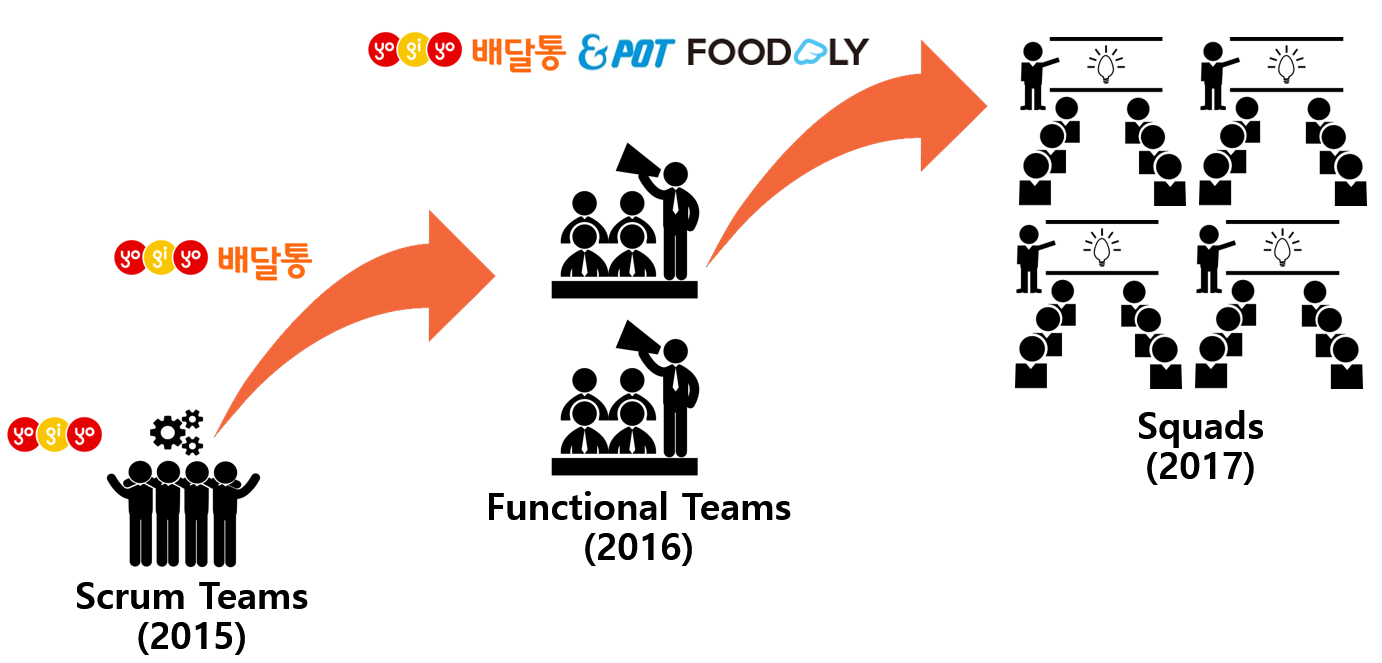 yo gi yo 배달통 &POT FOODFLY
yo gi yo 배달통
yo gi yo
Squads
(2017)
Functional Teams
(2016)
Scrum Teams
(2015)